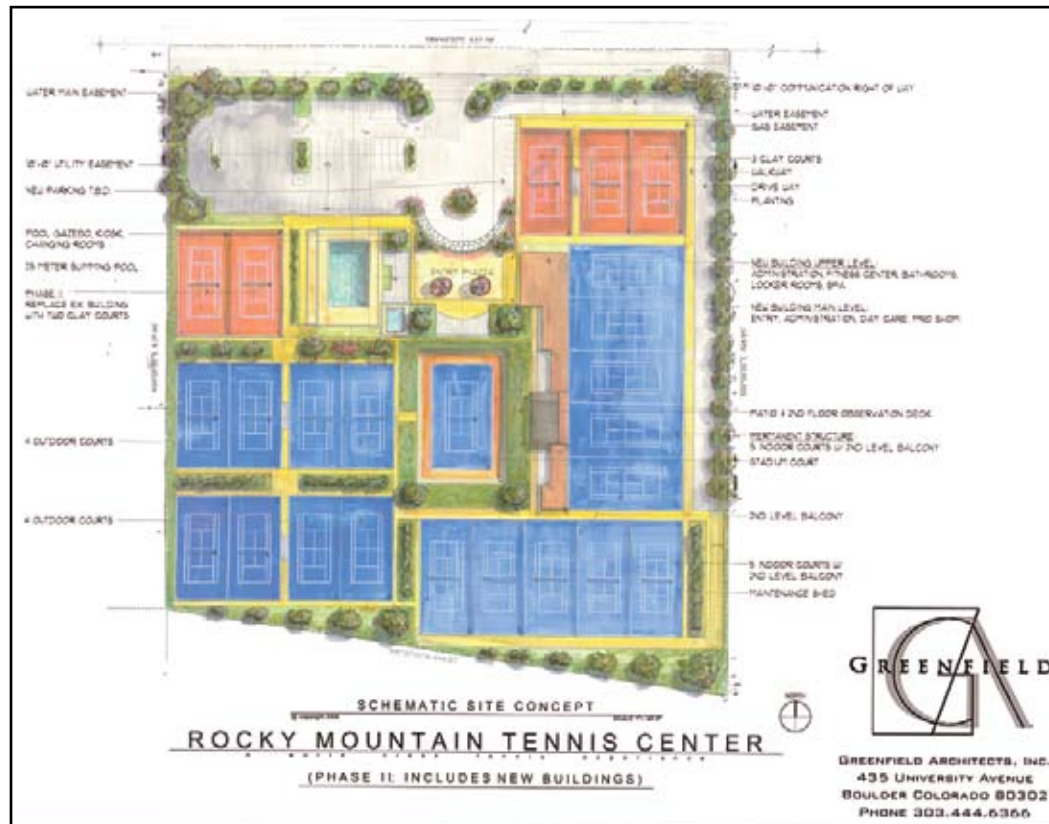 WATER MAIN EASEMENT
UTILITY EASEMENT
NEW PARKING T.B.D.
POOL, GAZEBO, KIOSK,
CHANGING ROOMS
25 METER SWIMMING POOL
PHASE I:
REPLACE EX. BUILDING
WITH TWO CLAY COURTS
4 OUTDOOR COURTS
4 OUTDOOR COURTS
ENTRY PIAZZA
COMMUNICATION RIGHT OF WAY
WATER EASEMENT
GAS EASEMENT
3 CLAY COURTS
WALKWAY
DRIVE WAY
PLANTING
NEW BUILDING UPPER LEVEL:
ADMINISTRATION, FITNESS CENTER, BATHROOMS,
LOCKER ROOMS, SPA.
NEW BUILDING MAIN LEVEL:
ENTRY, ADMINISTRATION, DAY CARE, PRO SHOP.
PATIO & 2ND FLOOR OBSERVATION DECK
PERMANENT STRUCTURE
5 INDOOR COURTS W/ 2ND LEVEL BALCONY
STADIUM COURT
2ND LEVEL BALCONY
5 INDOOR COURTS W/
2ND LEVEL BALCONY
MAINTENANCE SHED
SCHEMATIC SITE CONCEPT
ROCKY MOUNTAIN TENNIS CENTER
(PHASE II: INCLUDES NEW BUILDINGS)
NORTH
GREENFIELD
GREENFIELD ARCHITECTS, INC.
435 UNIVERSITY AVENUE
BOULDER COLORADO 80302
PHONE 303.444.6366